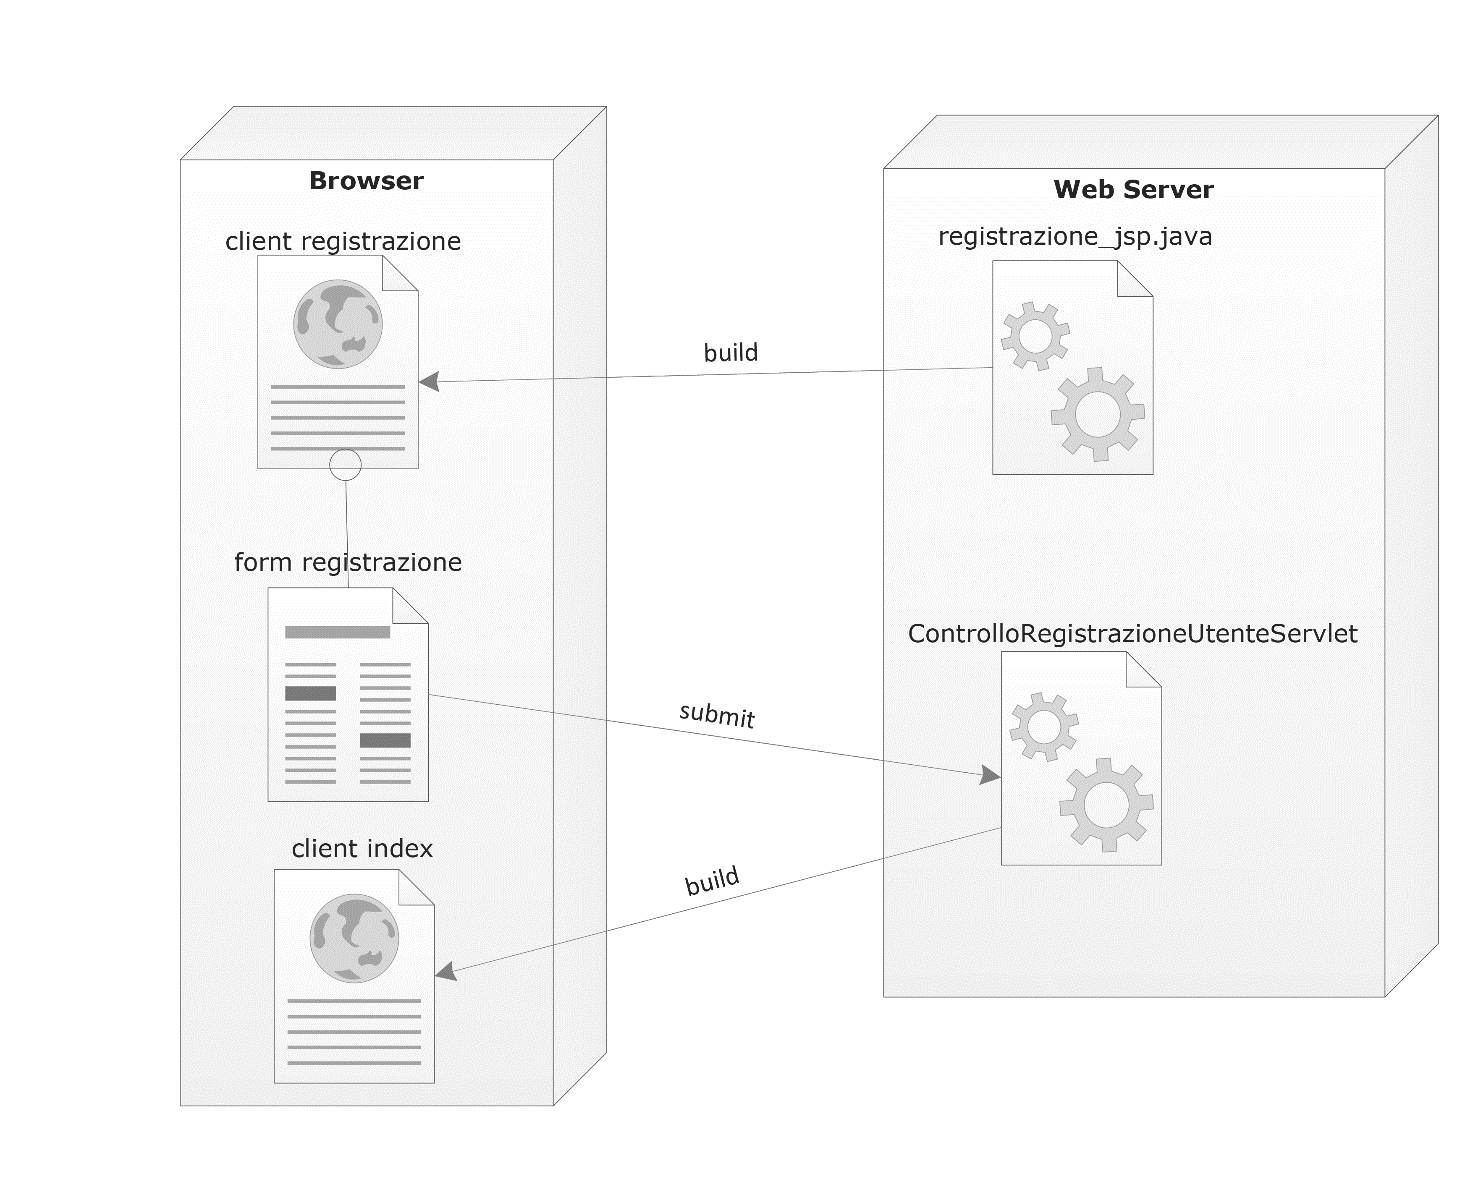 Browser
client registrazione
form registrazione
client index
build
submit
build
Web Server
registrazione_jsp.java
ControlloRegistrazioneUtenteServlet